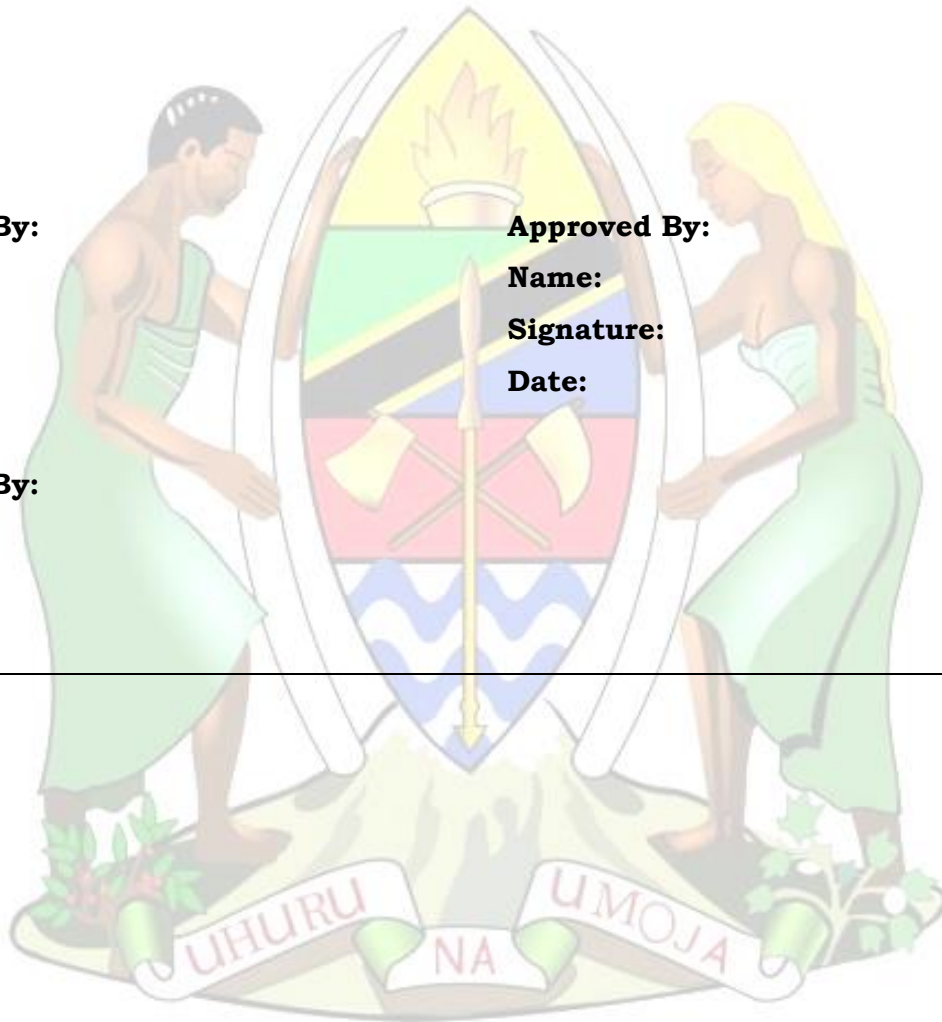 By:
Approved By:
Name:
Signature:
Date:
By:
UHURU
NA
UMOJA